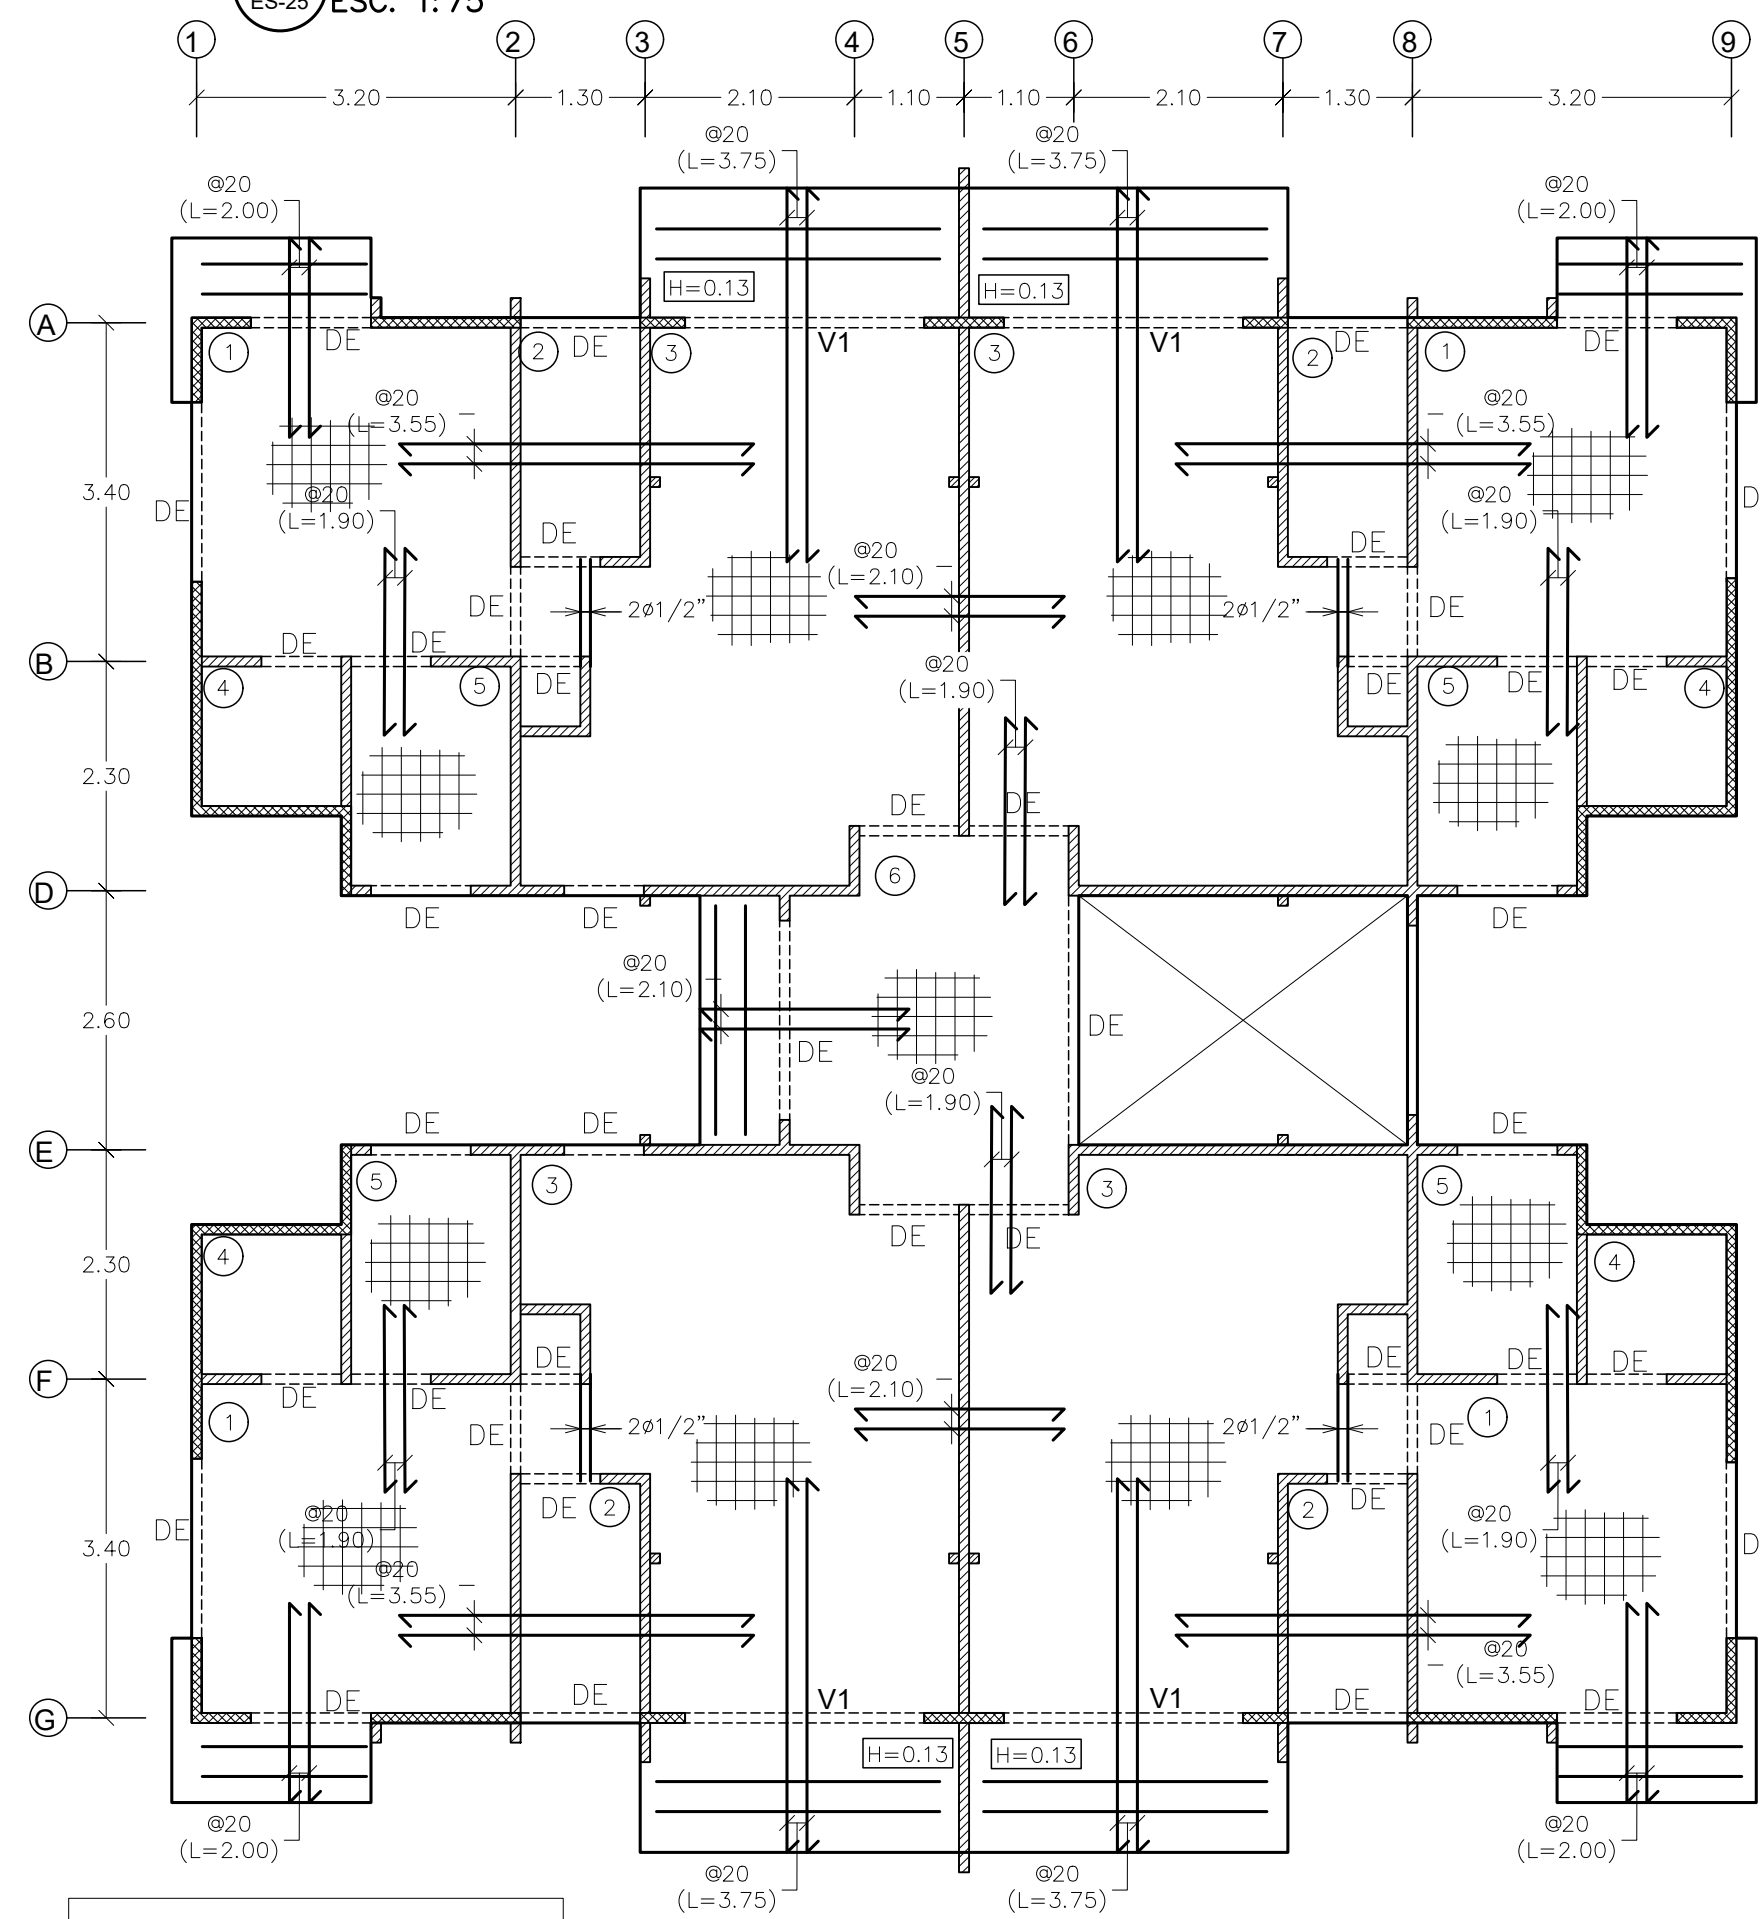 ES-25 ESC. 1:75
1 2 3 4 5 6 7 8 9
3.20 1.30 2.10 1.10 1.10 2.10 1.30 3.20
@20
(L=3.75)
@20
(L=3.75)
@20
(L=2.00)
@20
(L=2.00)
H=0.13
H=0.13
A
1 DE 2 DE 3 V1 3 V1 2 DE 1 DE
@20
(L=3.55)
@20
(L=3.55)
3.40
DE
@20
(L=1.90)
@20
(L=1.90)
D
DE
DE
@20
(L=2.10)
DE 2ø1/2" 2ø1/2" DE
B
DE DE
4 5 DE
@20
(L=1.90)
DE 5 DE DE 4
2.30
DE DE
6
D
DE DE DE
@20
(L=2.10)
2.60
DE DE
@20
(L=1.90)
DE DE DE
E
5 3 3 5
DE DE
4 4
2.30
DE DE DE DE
F
@20
(L=2.10)
DE DE
1 1
DE 2ø1/2" 2ø1/2" DE
DE 2 2 DE
@20
(L=1.90)
@20
(L=1.90)
DE D
3.40
@20
(L=3.55)
@20
(L=3.55)
G
DE DE V1 V1 DE DE
H=0.13 H=0.13
@20
(L=2.00)
@20
(L=2.00)
@20
(L=3.75)
@20
(L=3.75)